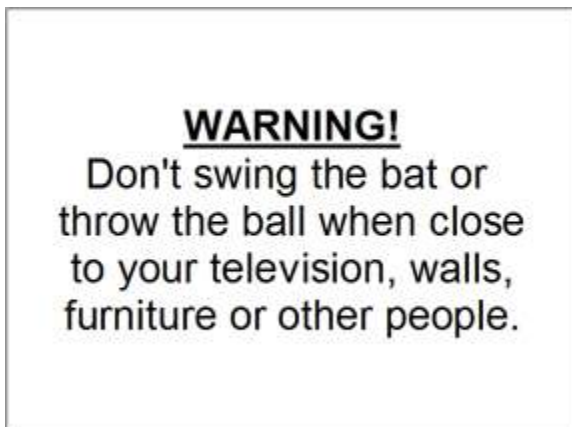 WARNING!
Don't swing the bat or
throw the ball when close
to your television, walls,
furniture or other people.